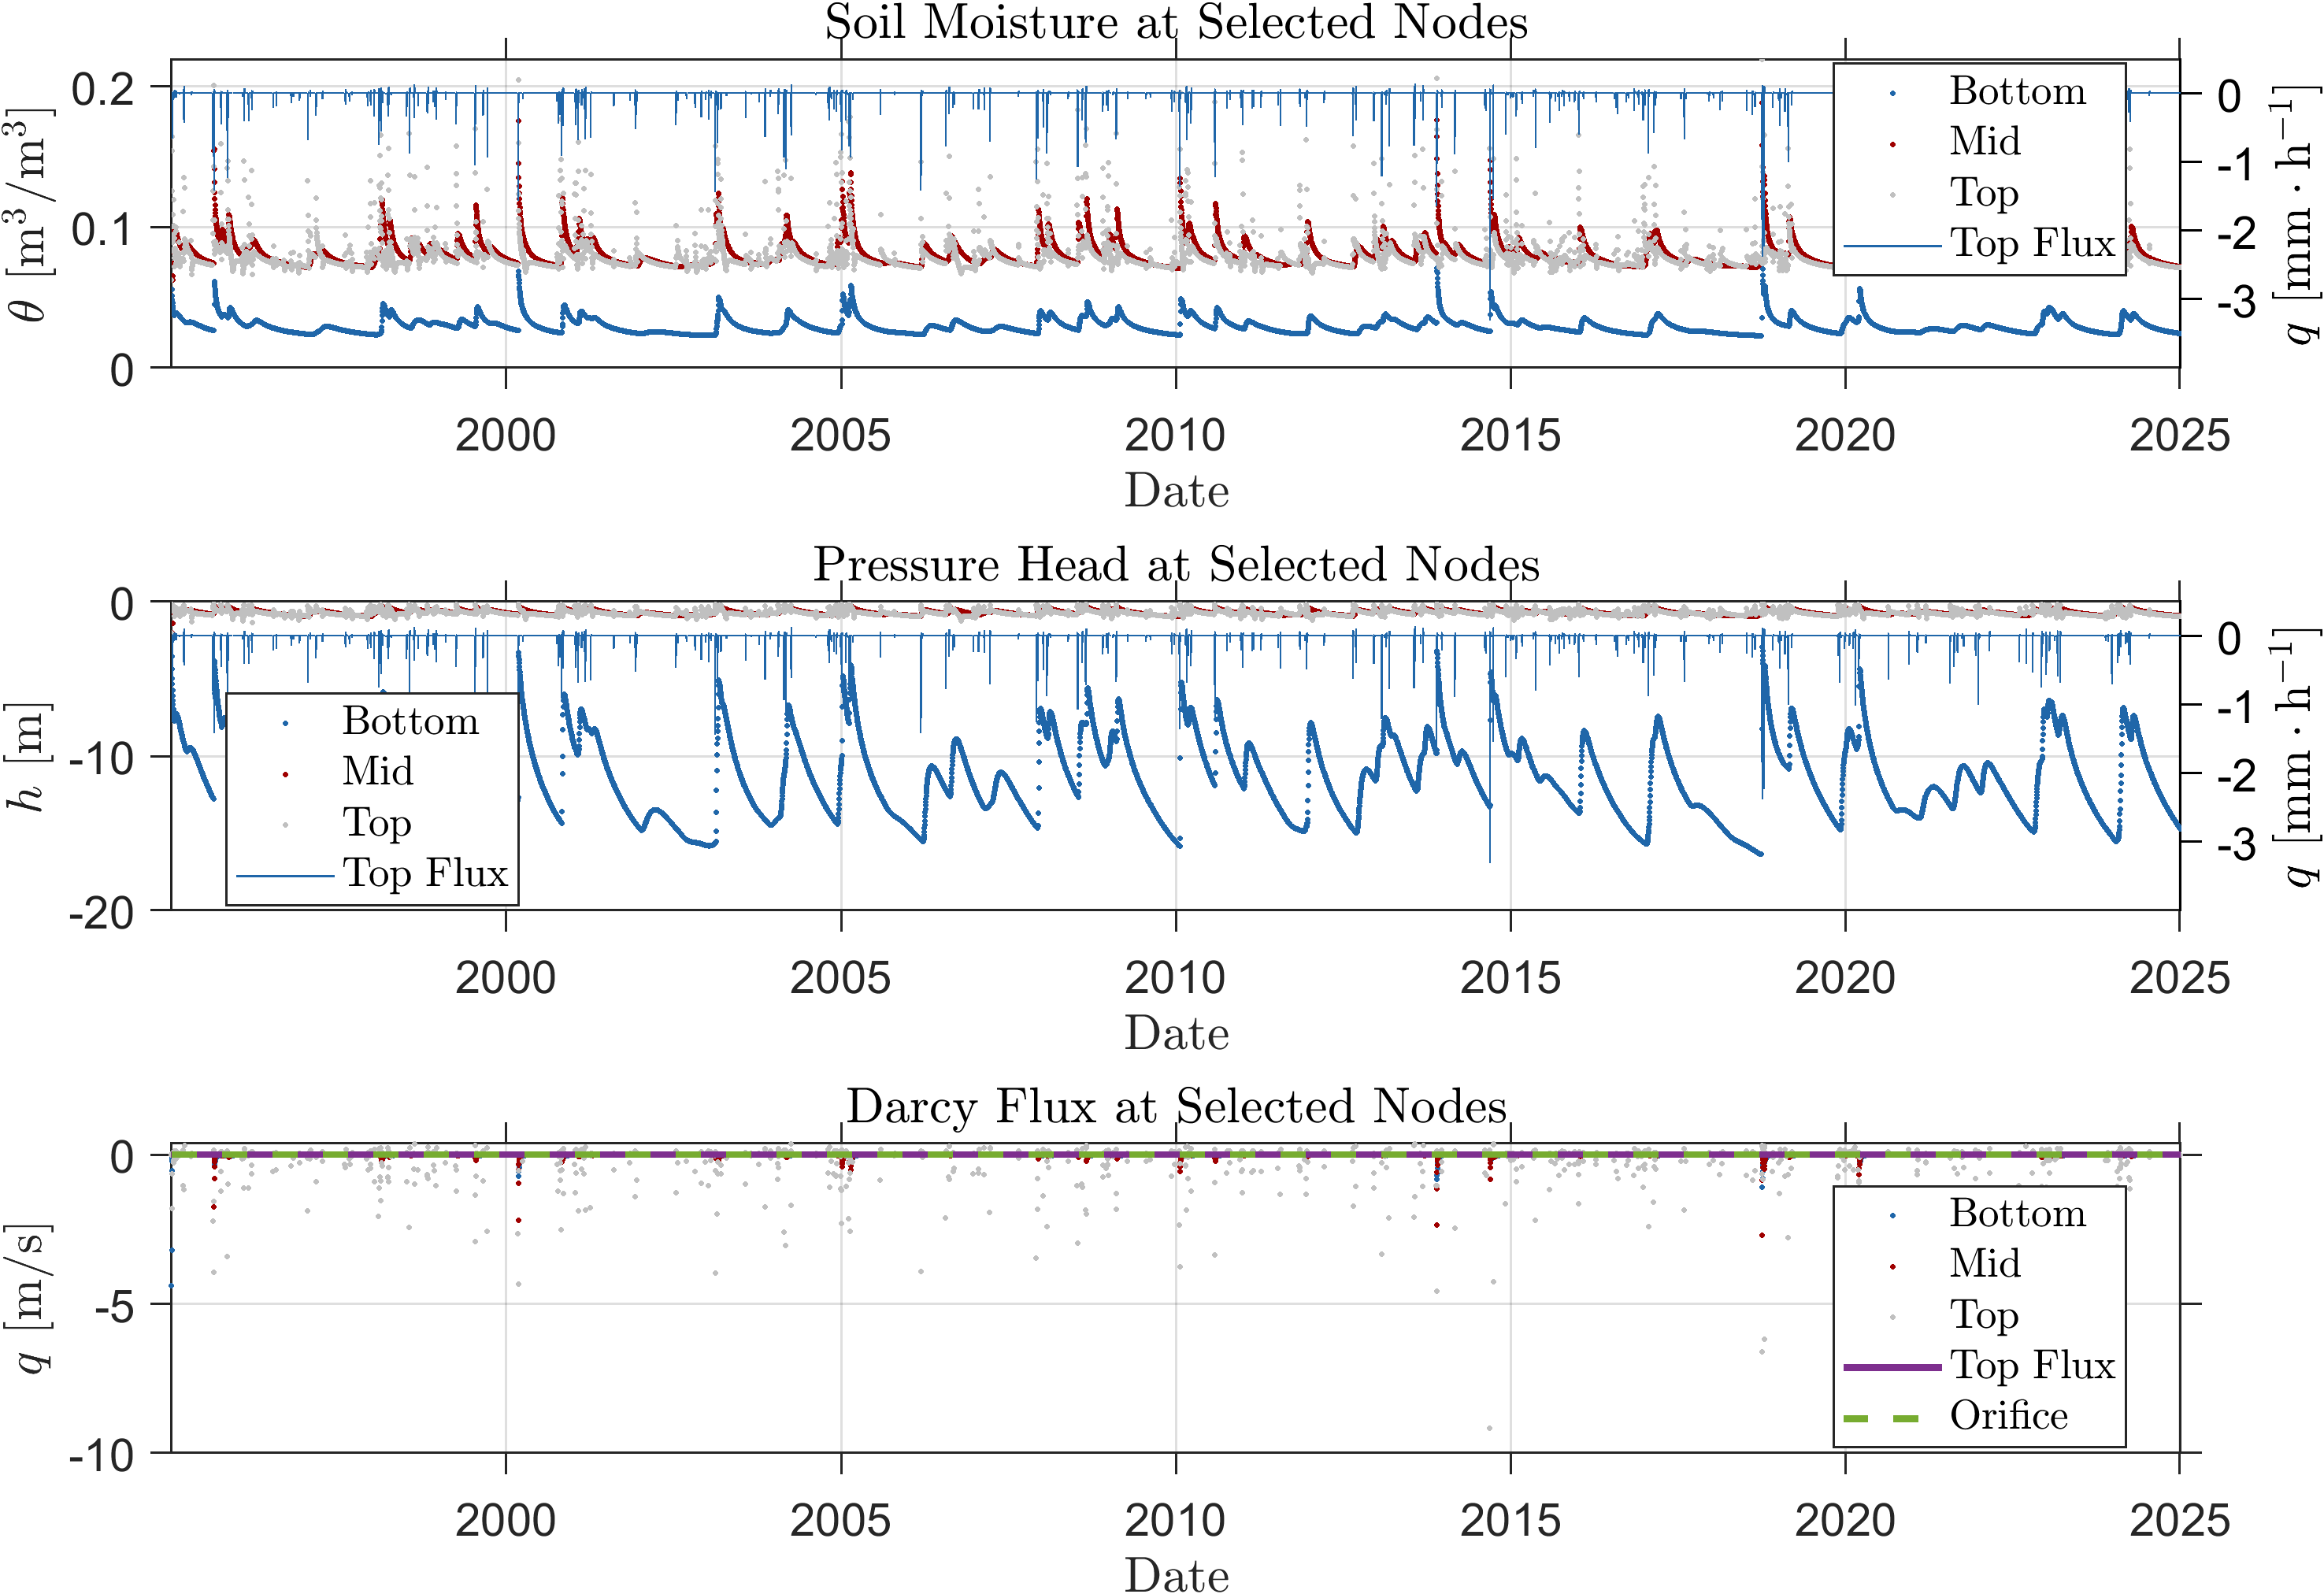 Soil Moisture at Selected Nodes
θ [m³/m³]
0.2
0.1
0
Bottom
Mid
Top
Top Flux
0
-1
-2
-3
q [mm · h⁻¹]
2000 2005 2010 2015 2020 2025
Date
Pressure Head at Selected Nodes
h [m]
0
-10
-20
Bottom
Mid
Top
Top Flux
0
-1
-2
-3
q [mm · h⁻¹]
2000 2005 2010 2015 2020 2025
Date
Darcy Flux at Selected Nodes
q [m/s]
0
-5
-10
Bottom
Mid
Top
Top Flux
Orifice
2000 2005 2010 2015 2020 2025
Date